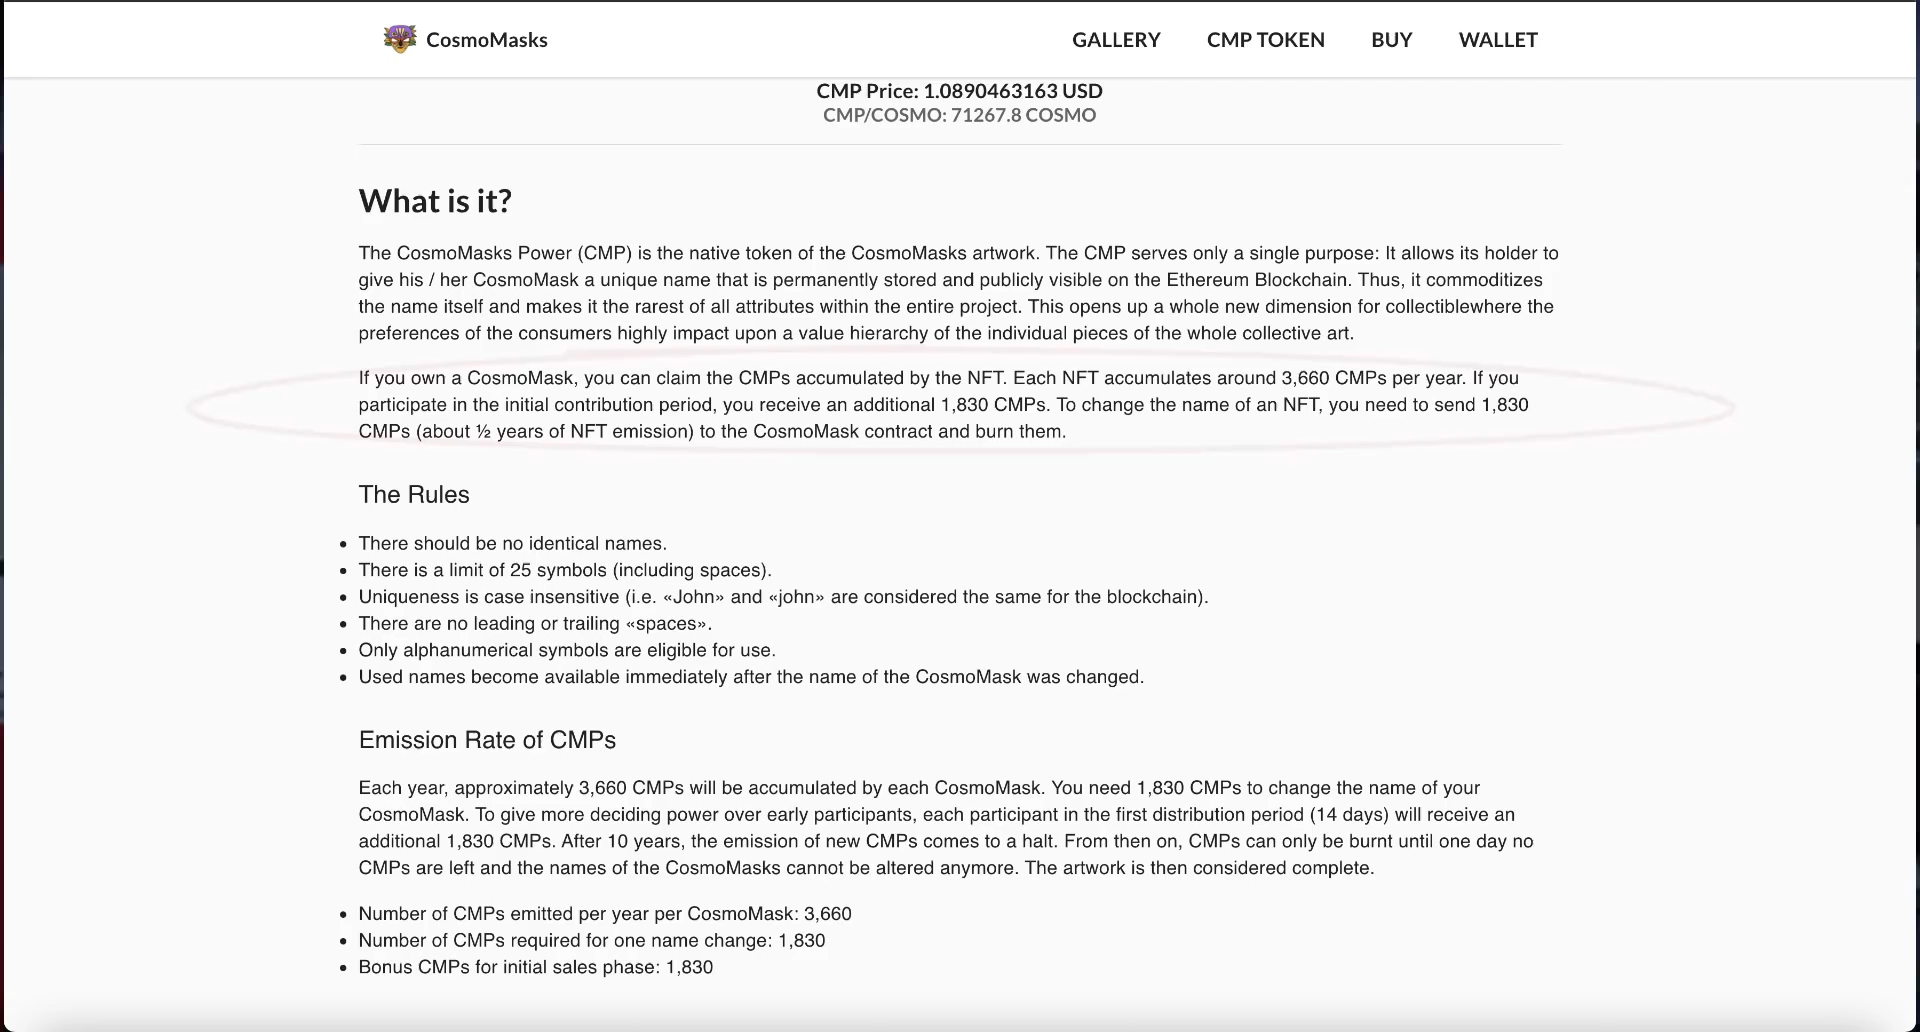 CosmoMasks
GALLERY
CMP TOKEN
BUY
WALLET
CMP Price: 1.0890463163 USD
CMP/COSMO: 71267.8 COSMO
What is it?
The CosmoMasks Power (CMP) is the native token of the CosmoMasks artwork. The CMP serves only a single purpose: It allows its holder to
give his / her CosmoMask a unique name that is permanently stored and publicly visible on the Ethereum Blockchain. Thus, it commoditizes
the name itself and makes it the rarest of all attributes within the entire project. This opens up a whole new dimension for collectiblewhere the
preferences of the consumers highly impact upon a value hierarchy of the individual pieces of the whole collective art.
If you own a CosmoMask, you can claim the CMPs accumulated by the NFT. Each NFT accumulates around 3,660 CMPs per year. If you
participate in the initial contribution period, you receive an additional 1,830 CMPs. To change the name of an NFT, you need to send 1,830
CMPs (about ½ years of NFT emission) to the CosmoMask contract and burn them.
The Rules
• There should be no identical names.
• There is a limit of 25 symbols (including spaces).
• Uniqueness is case insensitive (i.e. «John» and «john» are considered the same for the blockchain).
• There are no leading or trailing «spaces».
• Only alphanumerical symbols are eligible for use.
• Used names become available immediately after the name of the CosmoMask was changed.
Emission Rate of CMPs
Each year, approximately 3,660 CMPs will be accumulated by each CosmoMask. You need 1,830 CMPs to change the name of your
CosmoMask. To give more deciding power over early participants, each participant in the first distribution period (14 days) will receive an
additional 1,830 CMPs. After 10 years, the emission of new CMPs comes to a halt. From then on, CMPs can only be burnt until one day no
CMPs are left and the names of the CosmoMasks cannot be altered anymore. The artwork is then considered complete.
• Number of CMPs emitted per year per CosmoMask: 3,660
• Number of CMPs required for one name change: 1,830
• Bonus CMPs for initial sales phase: 1,830